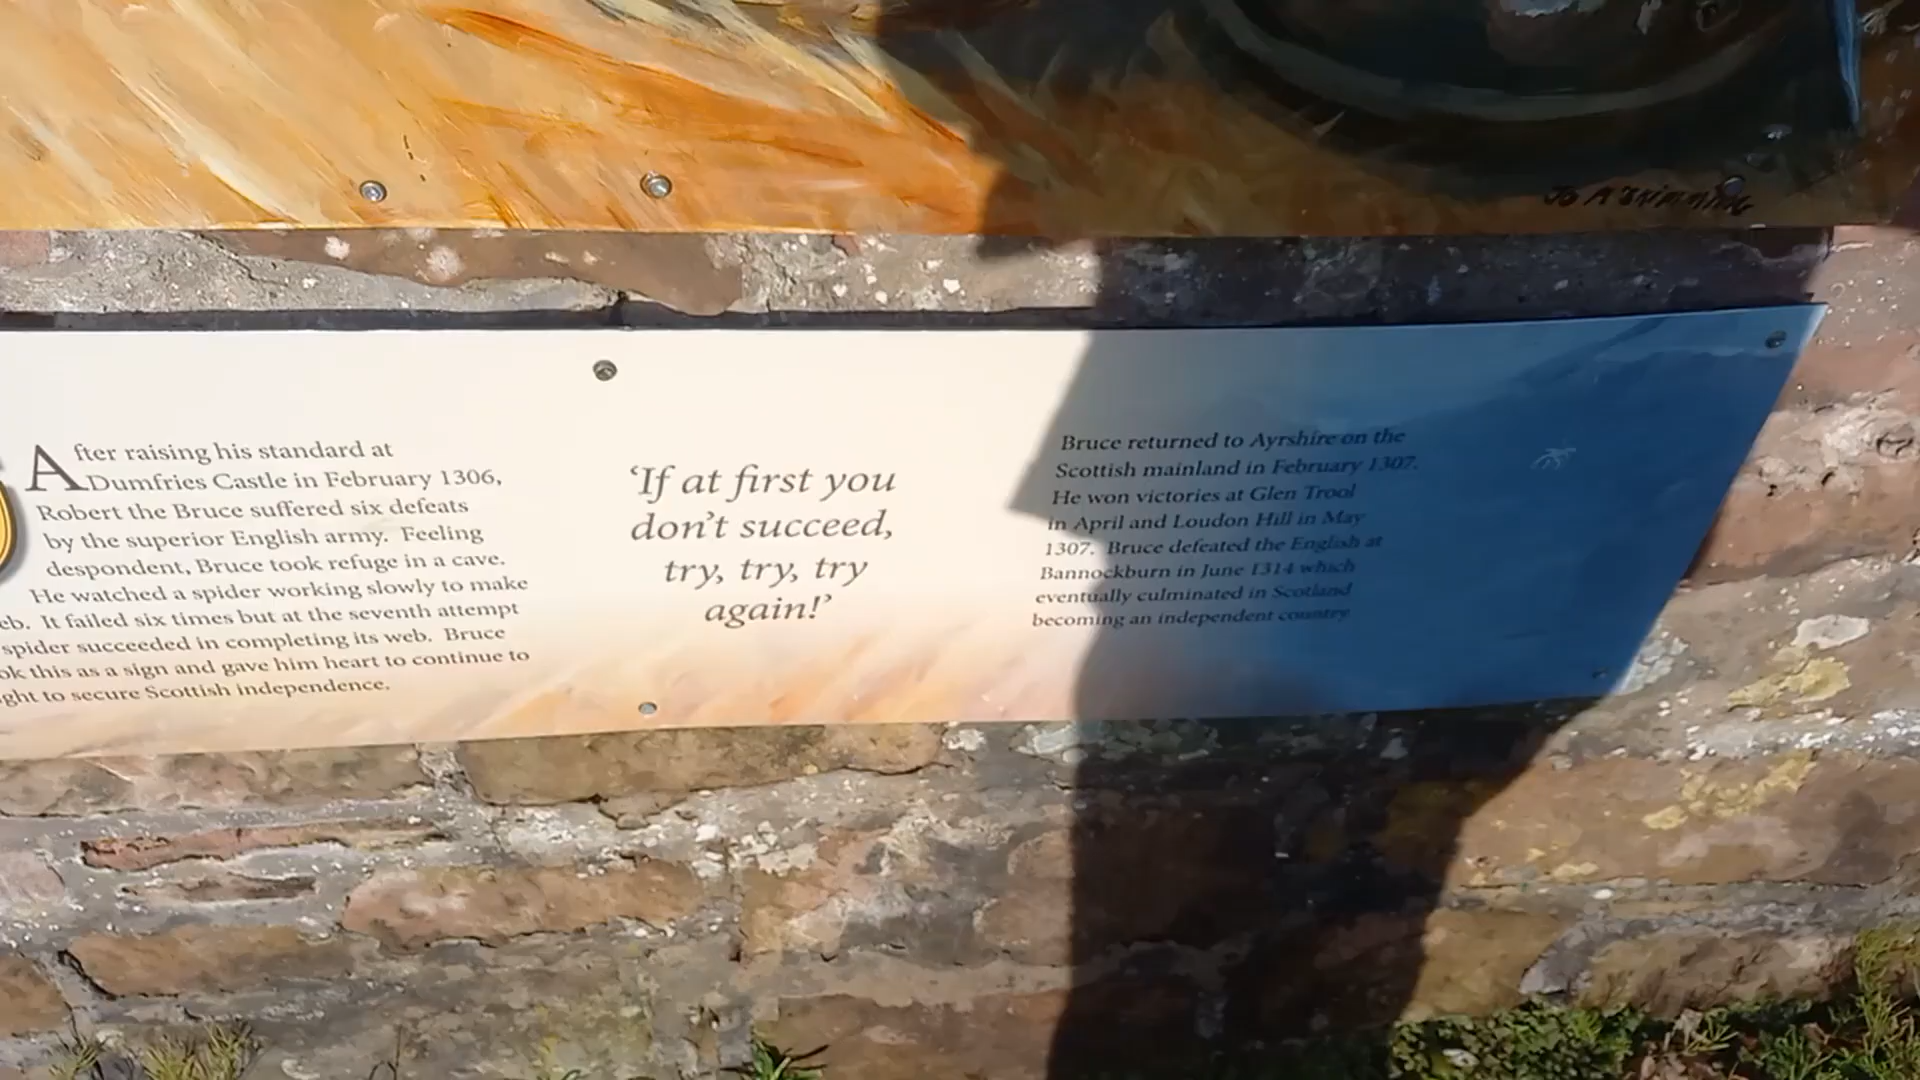 After raising his standard at
Dumfries Castle in February 1306,
Robert the Bruce suffered six defeats
by the superior English army. Feeling
despondent, Bruce took refuge in a cave.
He watched a spider working slowly to make
eb. It failed six times but at the seventh attempt
spider succeeded in completing its web. Bruce
ok this as a sign and gave him heart to continue to
ght to secure Scottish independence.
‘If at first you
don’t succeed,
try, try, try
again!’
Bruce returned to Ayrshire on the
Scottish mainland in February 1307.
He won victories at Glen Trool
in April and Loudon Hill in May
1307. Bruce defeated the English at
Bannockburn in June 1314 which
eventually culminated in Scotland
becoming an independent country.